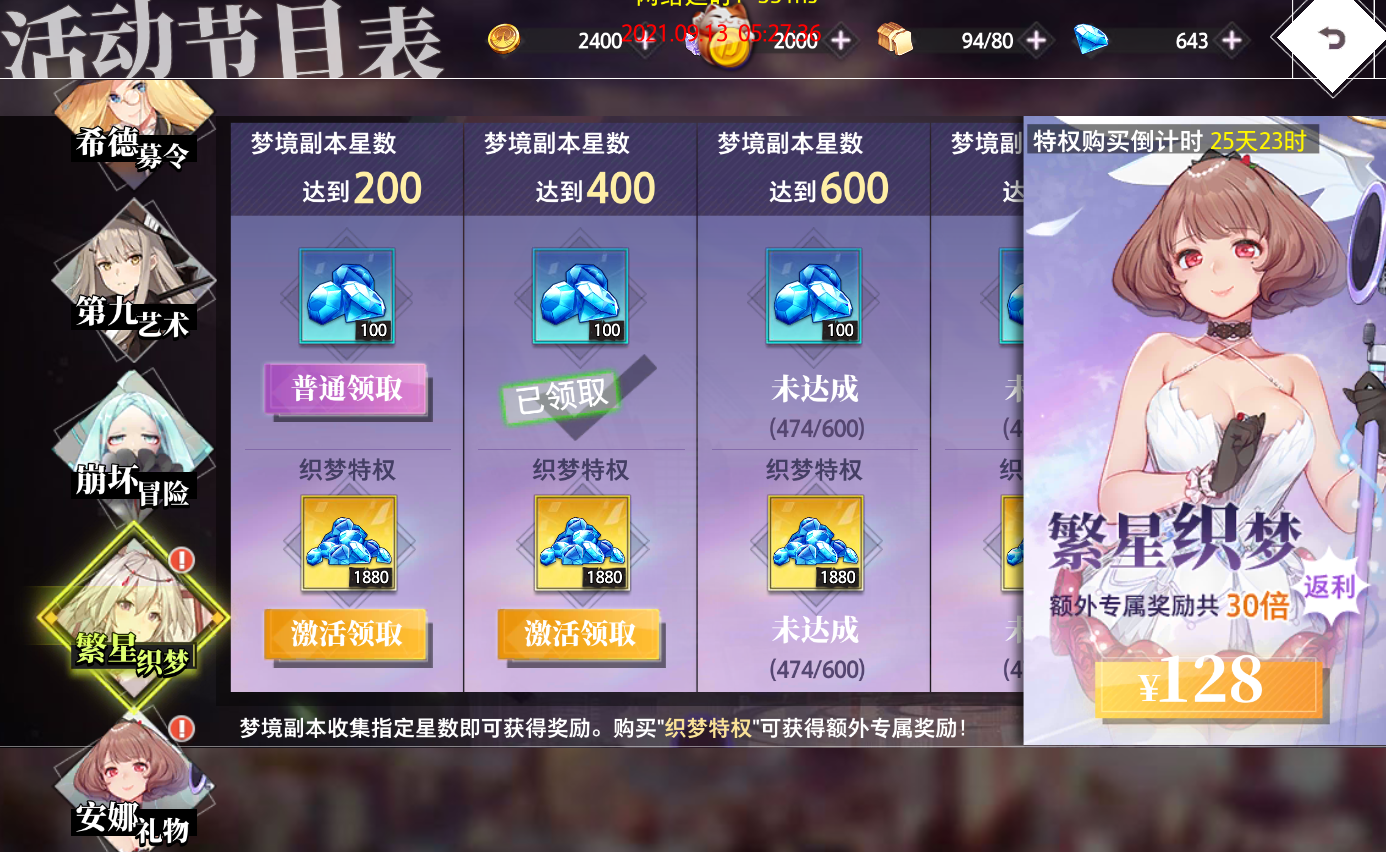 活动节目表
2400
2021.09.13 05:27:36
2000
94/80
643
希德募令
第九艺术
崩坏冒险
繁星织梦
安娜礼物
梦境副本星数
达到200
100
普通领取
织梦特权
1880
激活领取
梦境副本星数
达到400
100
已领取
织梦特权
1880
激活领取
梦境副本星数
达到600
100
未达成
(474/600)
织梦特权
1880
未达成
(474/600)
梦境副
达
未
(4
织
未
(4
特权购买倒计时 25天23时
繁星织梦
返利
额外专属奖励共 30倍
¥128
梦境副本收集指定星数即可获得奖励。购买"织梦特权"可获得额外专属奖励！